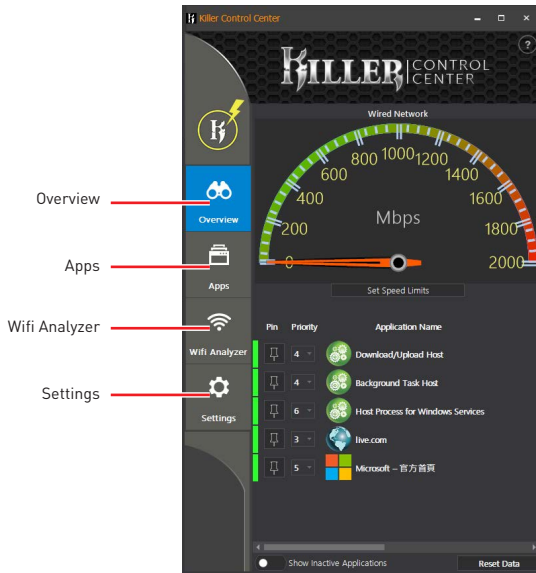 Killer Control Center
KILLER CONTROL CENTER
?
Wired Network
0 200 400 600 800 1000 1200 1400 1600 1800 2000
Mbps
Set Speed Limits
Overview
Overview
Apps
Apps
Wifi Analyzer
Wifi Analyzer
Settings
Settings
Pin Priority Application Name
4 Download/Upload Host
4 Background Task Host
6 Host Process for Windows Services
3 live.com
5 Microsoft – 官方首頁
Show Inactive Applications Reset Data